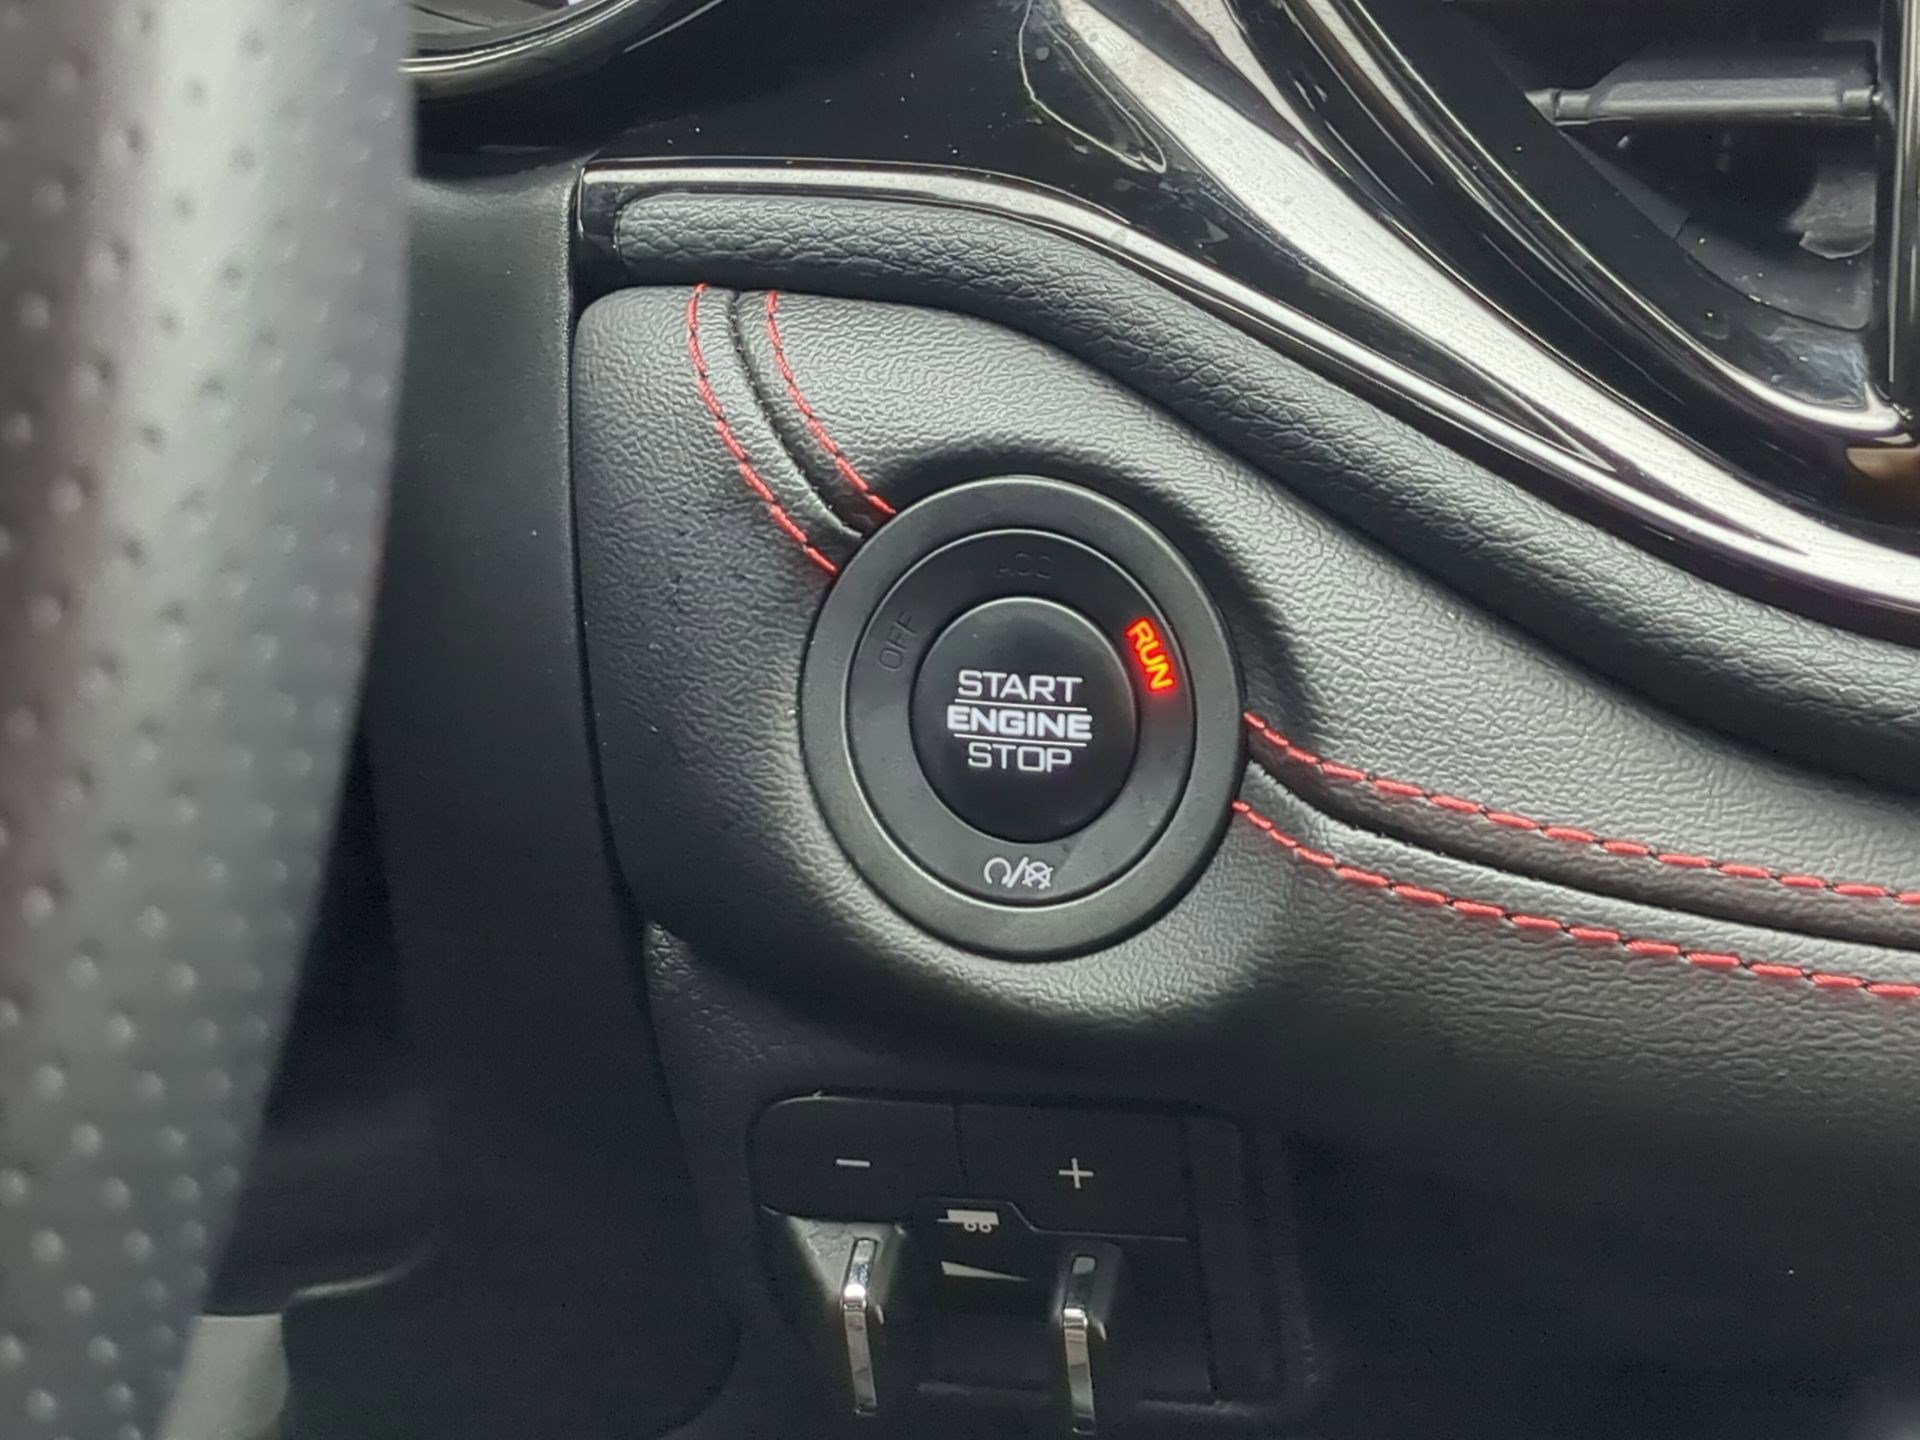 ACC
OFF
RUN
START
ENGINE
STOP
- +